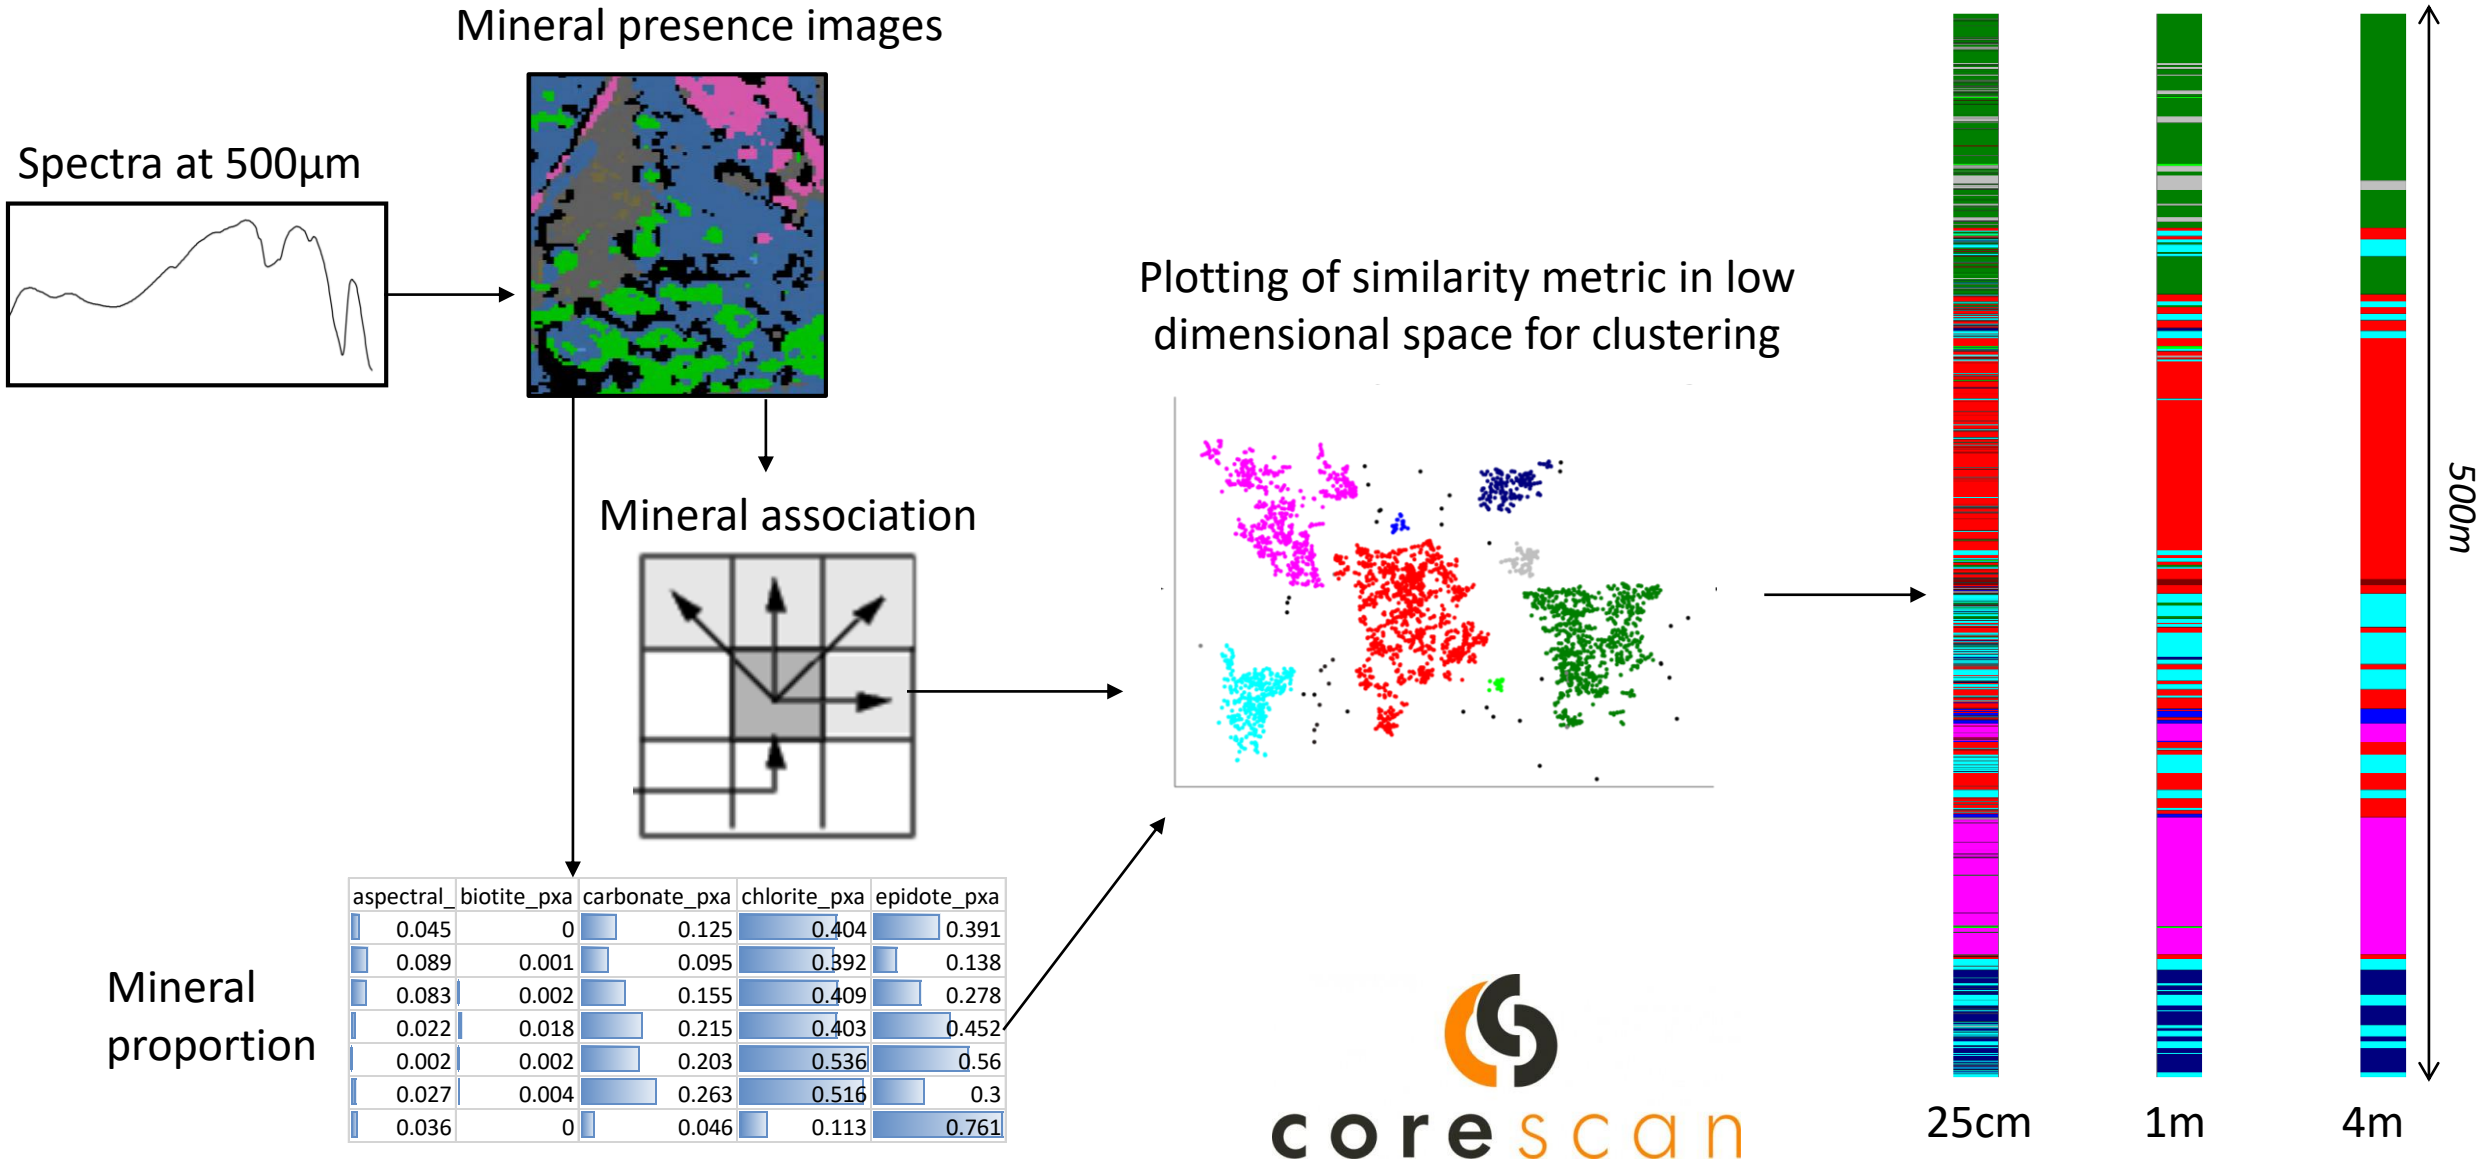 Mineral presence images
Spectra at 500µm
Plotting of similarity metric in low
dimensional space for clustering
Mineral association
500m
aspectral_ biotite_pxa carbonate_pxa chlorite_pxa epidote_pxa
0.045 0 0.125 0.404 0.391
0.089 0.001 0.095 0.392 0.138
0.083 0.002 0.155 0.409 0.278
0.022 0.018 0.215 0.403 0.452
0.002 0.002 0.203 0.536 0.56
0.027 0.004 0.263 0.516 0.3
0.036 0 0.046 0.113 0.761
Mineral
proportion
corescan
25cm 1m 4m